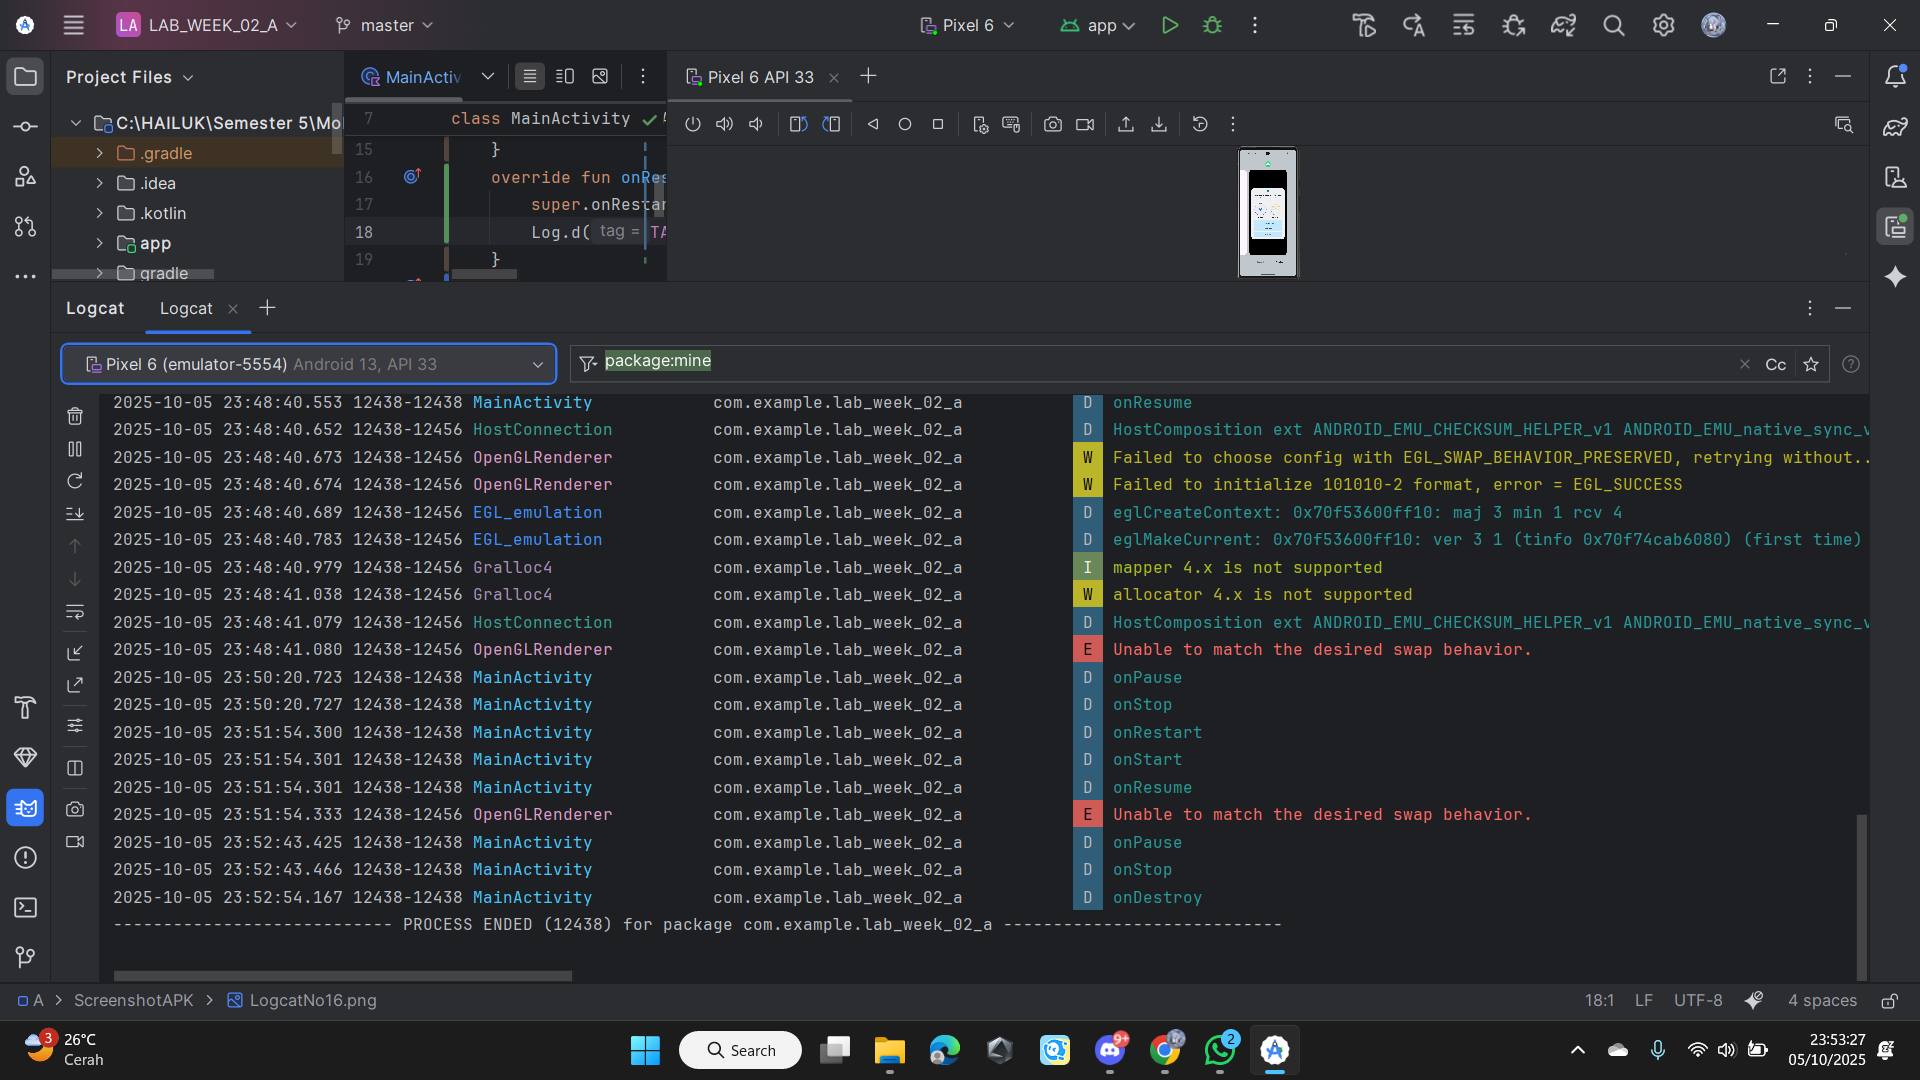 LA LAB_WEEK_02_A
master
Pixel 6
app
Project Files
C:\HAILUK\Semester 5\Mo
.gradle
.idea
.kotlin
app
gradle
MainActiv
7 class MainActivity
15 }
16 override fun onRes
17 super.onRestar
18 Log.d( tag = TA
19 }
Pixel 6 API 33
Logcat
Logcat
Pixel 6 (emulator-5554) Android 13, API 33
package:mine
Cc
2025-10-05 23:48:40.553 12438-12438 MainActivity com.example.lab_week_02_a D onResume
2025-10-05 23:48:40.652 12438-12456 HostConnection com.example.lab_week_02_a D HostComposition ext ANDROID_EMU_CHECKSUM_HELPER_v1 ANDROID_EMU_native_sync_v
2025-10-05 23:48:40.673 12438-12456 OpenGLRenderer com.example.lab_week_02_a W Failed to choose config with EGL_SWAP_BEHAVIOR_PRESERVED, retrying without..
2025-10-05 23:48:40.674 12438-12456 OpenGLRenderer com.example.lab_week_02_a W Failed to initialize 101010-2 format, error = EGL_SUCCESS
2025-10-05 23:48:40.689 12438-12456 EGL_emulation com.example.lab_week_02_a D eglCreateContext: 0x70f53600ff10: maj 3 min 1 rcv 4
2025-10-05 23:48:40.783 12438-12456 EGL_emulation com.example.lab_week_02_a D eglMakeCurrent: 0x70f53600ff10: ver 3 1 (tinfo 0x70f74cab6080) (first time)
2025-10-05 23:48:40.979 12438-12456 Gralloc4 com.example.lab_week_02_a I mapper 4.x is not supported
2025-10-05 23:48:41.038 12438-12456 Gralloc4 com.example.lab_week_02_a W allocator 4.x is not supported
2025-10-05 23:48:41.079 12438-12456 HostConnection com.example.lab_week_02_a D HostComposition ext ANDROID_EMU_CHECKSUM_HELPER_v1 ANDROID_EMU_native_sync_v
2025-10-05 23:48:41.080 12438-12456 OpenGLRenderer com.example.lab_week_02_a E Unable to match the desired swap behavior.
2025-10-05 23:50:20.723 12438-12438 MainActivity com.example.lab_week_02_a D onPause
2025-10-05 23:50:20.727 12438-12438 MainActivity com.example.lab_week_02_a D onStop
2025-10-05 23:51:54.300 12438-12438 MainActivity com.example.lab_week_02_a D onRestart
2025-10-05 23:51:54.301 12438-12438 MainActivity com.example.lab_week_02_a D onStart
2025-10-05 23:51:54.301 12438-12438 MainActivity com.example.lab_week_02_a D onResume
2025-10-05 23:51:54.333 12438-12456 OpenGLRenderer com.example.lab_week_02_a E Unable to match the desired swap behavior.
2025-10-05 23:52:43.425 12438-12438 MainActivity com.example.lab_week_02_a D onPause
2025-10-05 23:52:43.466 12438-12438 MainActivity com.example.lab_week_02_a D onStop
2025-10-05 23:52:54.167 12438-12438 MainActivity com.example.lab_week_02_a D onDestroy
---------------------------- PROCESS ENDED (12438) for package com.example.lab_week_02_a ----------------------------
A > ScreenshotAPK > LogcatNo16.png
18:1 LF UTF-8 4 spaces
3
26°C
Cerah
Search
9+
2
23:53:27
05/10/2025